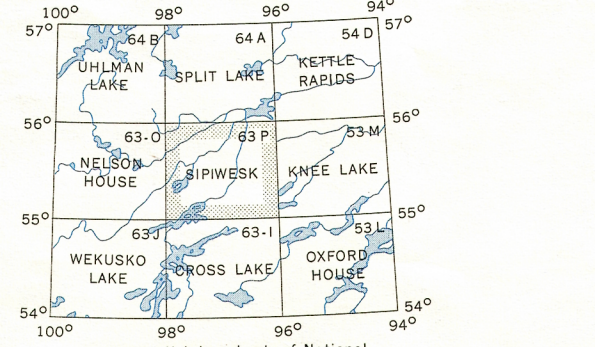 100° 98° 96° 94°
57° 57°
64 B 64 A 54 D
UHLMAN
LAKE
SPLIT LAKE
KETTLE
RAPIDS
56° 56°
63-O 63 P 53 M
NELSON
HOUSE
SIPIWESK
KNEE LAKE
55° 55°
63 J 63-I 53 L
WEKUSKO
LAKE
CROSS LAKE
OXFORD
HOUSE
54° 54°
100° 98° 96° 94°
of National